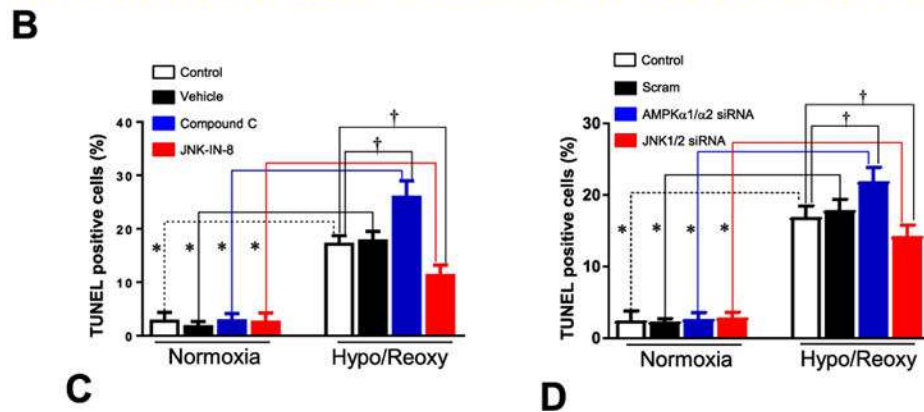 B
Control
Vehicle
Compound C
JNK-IN-8
TUNEL positive cells (%)
40
30
20
10
0
*
*
*
*
†
†
Normoxia
Hypo/Reoxy
Control
Scram
AMPKα1/α2 siRNA
JNK1/2 siRNA
TUNEL positive cells (%)
30
20
10
0
*
*
*
*
†
†
Normoxia
Hypo/Reoxy
C
D